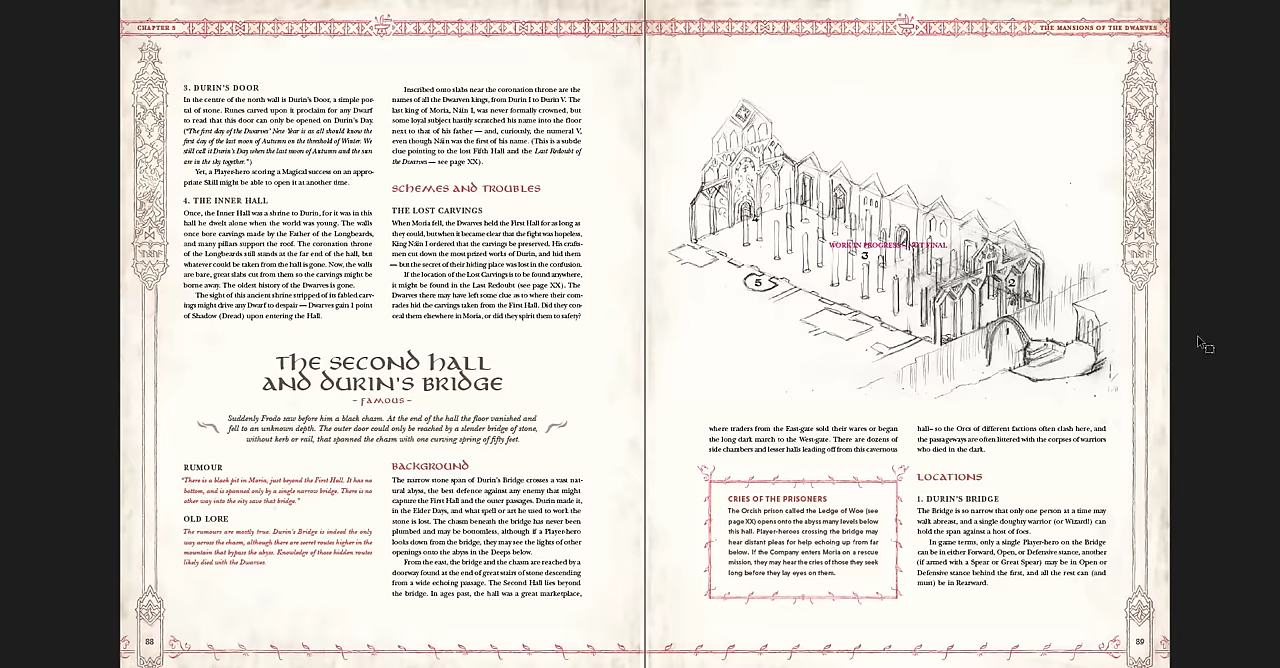 CHAPTER 5
3. DURIN'S DOOR
In the centre of the north wall is Durin's Door, a simple por-
tal of stone. Runes carved upon it proclaim for any Dwarf
to read that this door can only be opened on Durin's Day.
("The first day of the Dwarves' New Year is as all should know the
first day of the last moon of Autumn on the threshold of Winter. We
still call it Durin's Day when the last moon of Autumn and the sun
are in the sky together.")
Yet, a Player-hero scoring a Magical success on an appro-
priate Skill might be able to open it at another time.
4. THE INNER HALL
Once, the Inner Hall was a shrine to Durin, for it was in this
hall he dwelt alone when the world was young. The walls
once bore carvings made by the Father of the Longbeards,
and many pillars support the roof. The coronation throne
of the Longbeards still stands at the far end of the hall, but
whatever could be taken from the hall is gone. Now, the walls
are bare, great slabs cut from them so the carvings might be
borne away. The oldest history of the Dwarves is gone.
The sight of this ancient shrine stripped of its fabled carv-
ings might drive any Dwarf to despair — Dwarves gain 1 point
of Shadow (Dread) upon entering the Hall.
Inscribed onto slabs near the coronation throne are the
names of all the Dwarven kings, from Durin I to Durin V. The
last king of Moria, Náin I, was never formally crowned, but
some loyal subject hastily scratched his name into the floor
next to that of his father — and, curiously, the numeral V,
even though Náin was the first of his name. (This is a subtle
clue pointing to the lost Fifth Hall and the Last Redoubt of
the Dwarves — see page XX).
SCHEMES AND TROUBLES
THE LOST CARVINGS
When Moria fell, the Dwarves held the First Hall for as long as
they could, but when it became clear that the fight was hopeless,
King Náin I ordered that the carvings be preserved. His crafts-
men cut down the most prized works of Durin, and hid them
— but the secret of their hiding place was lost in the confusion.
If the location of the Lost Carvings is to be found anywhere,
it might be found in the Last Redoubt (see page XX). The
Dwarves there may have left some clue as to where their com-
rades hid the carvings taken from the First Hall. Did they con-
ceal them elsewhere in Moria, or did they spirit them to safety?
THE SECOND HALL
AND DURIN'S BRIDGE
- FAMOUS -
Suddenly Frodo saw before him a black chasm. At the end of the hall the floor vanished and
fell to an unknown depth. The outer door could only be reached by a slender bridge of stone,
without kerb or rail, that spanned the chasm with one curving spring of fifty feet.
RUMOUR
"There is a black pit in Moria, just beyond the First Hall. It has no
bottom, and is spanned only by a single narrow bridge. There is no
other way into the city save that bridge."
OLD LORE
The rumours are mostly true. Durin's Bridge is indeed the only
way across the chasm, although there are secret routes higher in the
mountain that bypass the abyss. Knowledge of those hidden routes
likely died with the Dwarves.
BACKGROUND
The narrow stone span of Durin's Bridge crosses a vast nat-
ural abyss, the best defence against any enemy that might
capture the First Hall and the outer passages. Durin made it,
in the Elder Days, and what spell or art he used to work the
stone is lost. The chasm beneath the bridge has never been
plumbed and may be bottomless, although if a Player-hero
looks down from the bridge, they may see the lights of other
openings onto the abyss in the Deeps below.
From the east, the bridge and the chasm are reached by a
doorway found at the end of great stairs of stone descending
from a wide echoing passage. The Second Hall lies beyond
the bridge. In ages past, the hall was a great marketplace,
88
THE MANSIONS OF THE DWARVES
4
WORK IN PROGRESS - NOT FINAL
3
5
2
where traders from the East-gate sold their wares or began
the long dark march to the West-gate. There are dozens of
side chambers and lesser halls leading off from this cavernous
CRIES OF THE PRISONERS
The Orcish prison called the Ledge of Woe (see
page XX) opens onto the abyss many levels below
this hall. Player-heroes crossing the bridge may
hear distant pleas for help echoing up from far
below. If the Company enters Moria on a rescue
mission, they may hear the cries of those they seek
long before they lay eyes on them.
hall– so the Orcs of different factions often clash here, and
the passageways are often littered with the corpses of warriors
who died in the dark.
LOCATIONS
1. DURIN'S BRIDGE
The Bridge is so narrow that only one person at a time may
walk abreast, and a single doughty warrior (or Wizard!) can
hold the span against a host of foes.
In game terms, only a single Player-hero on the Bridge
can be in either Forward, Open, or Defensive stance, another
(if armed with a Spear or Great Spear) may be in Open or
Defensive stance behind the first, and all the rest can (and
must) be in Rearward.
89